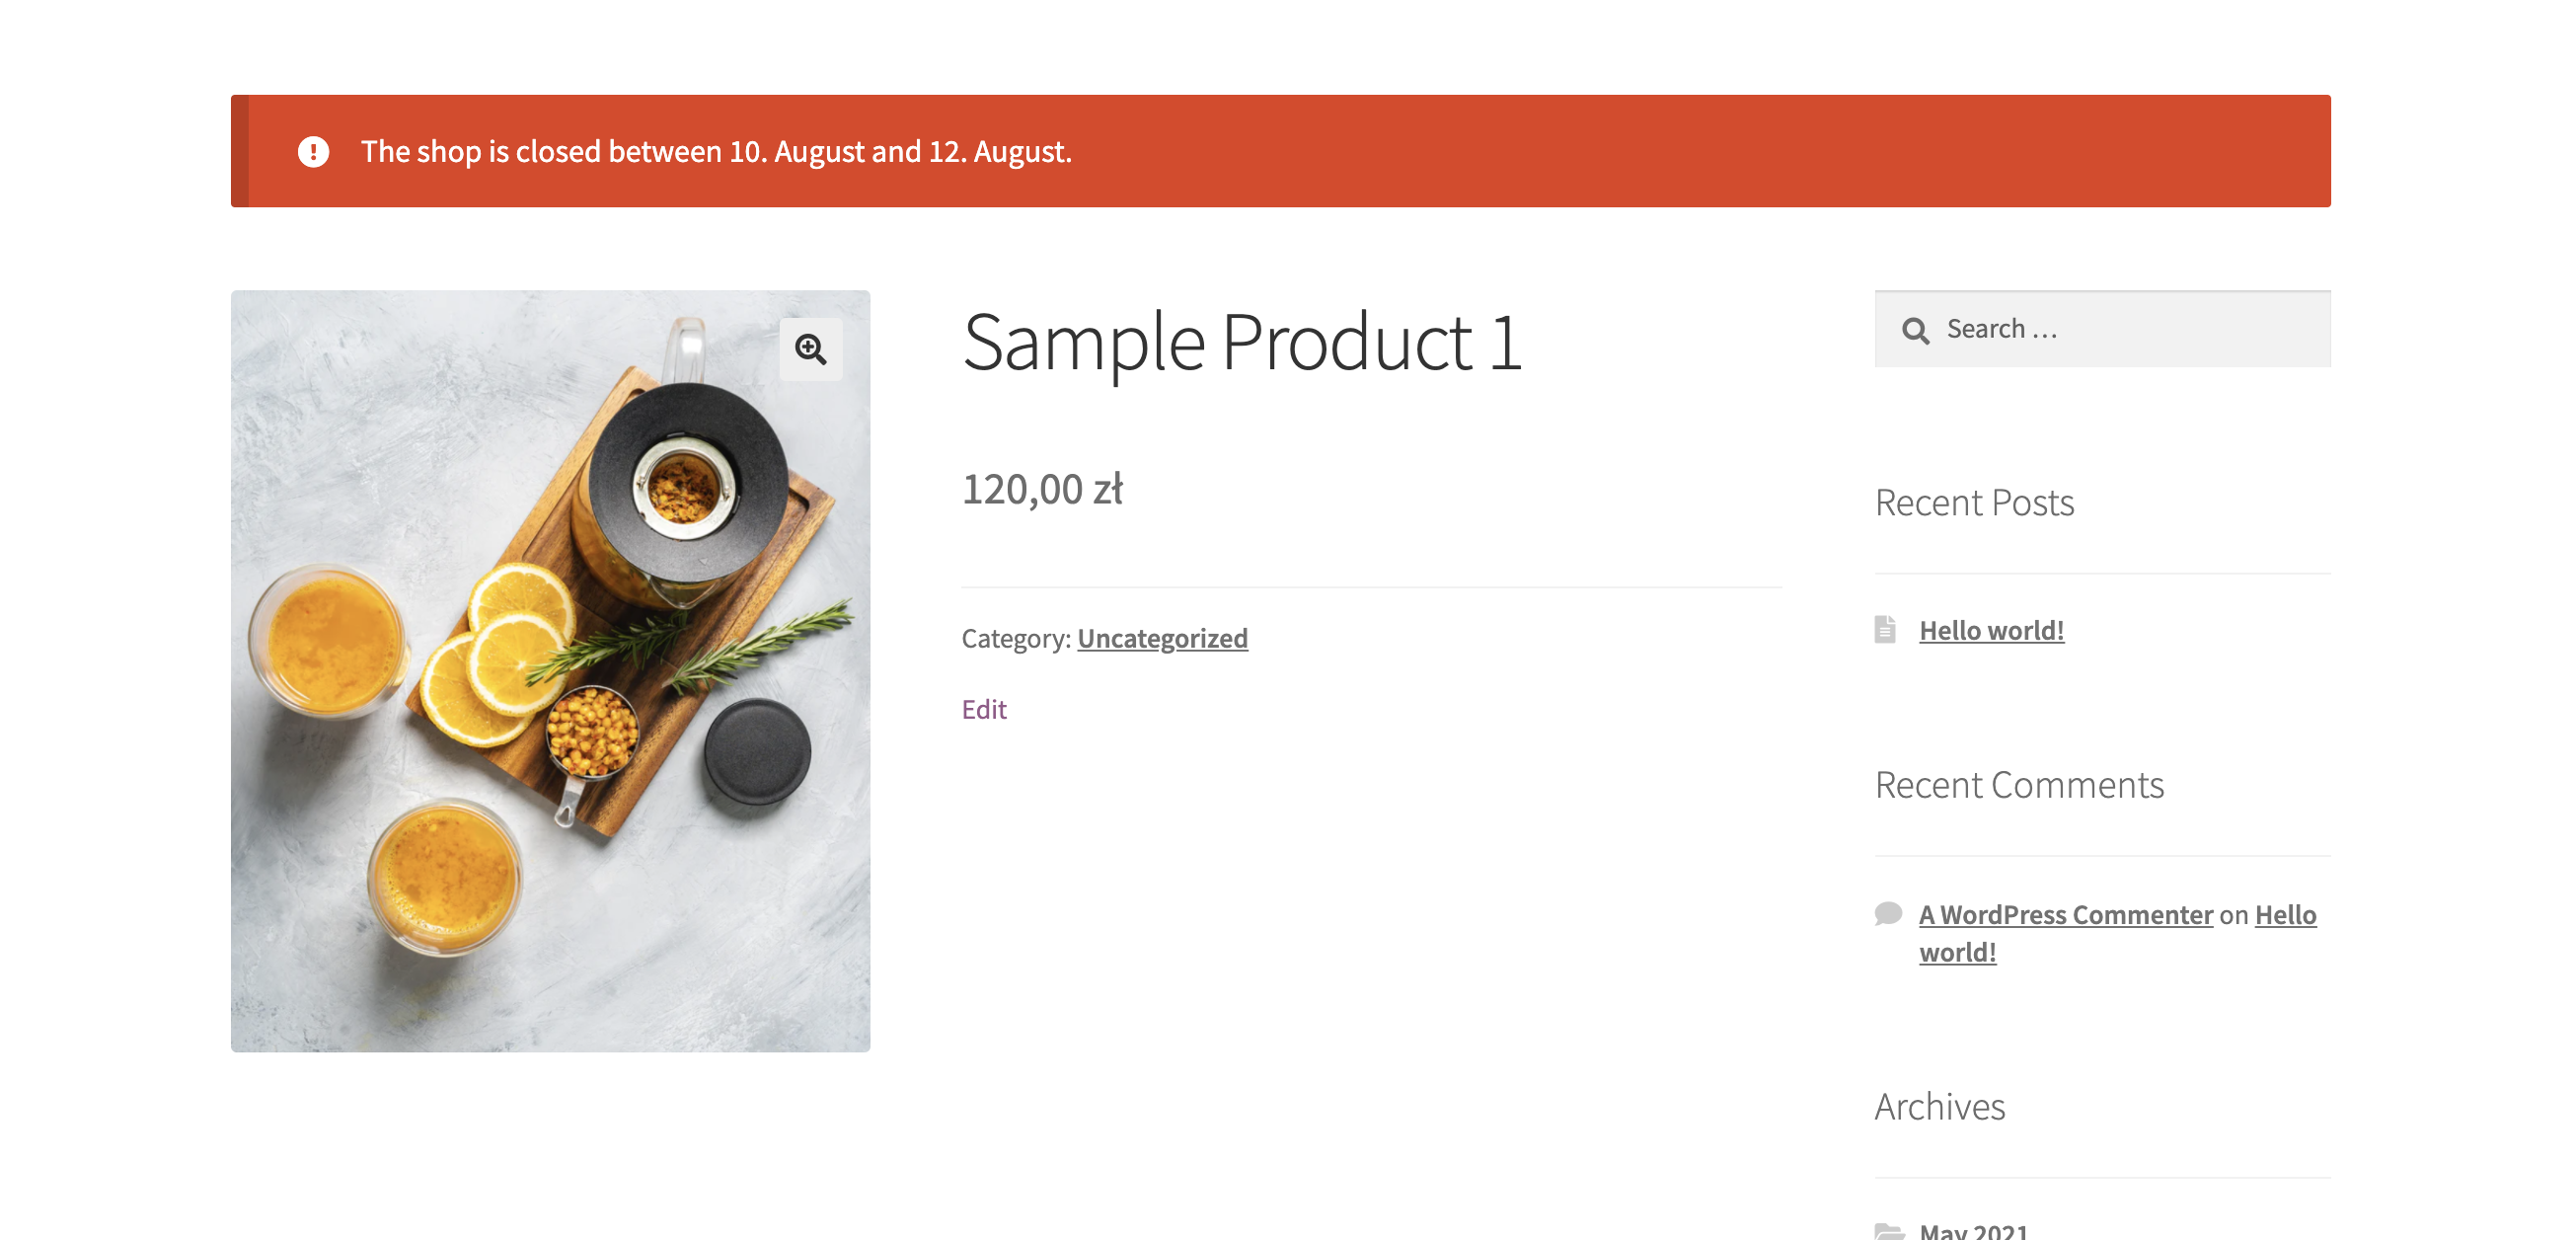 The shop is closed between 10. August and 12. August.
Sample Product 1
120,00 zł
Category: Uncategorized
Edit
Search …
Recent Posts
Hello world!
Recent Comments
A WordPress Commenter on Hello
world!
Archives
May 2021